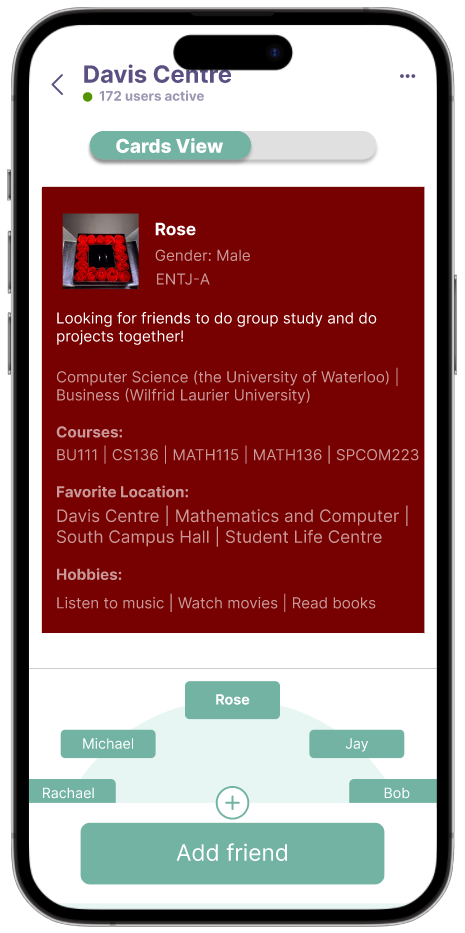 Davis Centre
172 users active
Cards View
Rose
Gender: Male
ENTJ-A
Looking for friends to do group study and do
projects together!
Computer Science (the University of Waterloo) |
Business (Wilfrid Laurier University)
Courses:
BU111 | CS136 | MATH115 | MATH136 | SPCOM223
Favorite Location:
Davis Centre | Mathematics and Computer |
South Campus Hall | Student Life Centre
Hobbies:
Listen to music | Watch movies | Read books
Rose
Michael
Jay
Rachael
Bob
Add friend